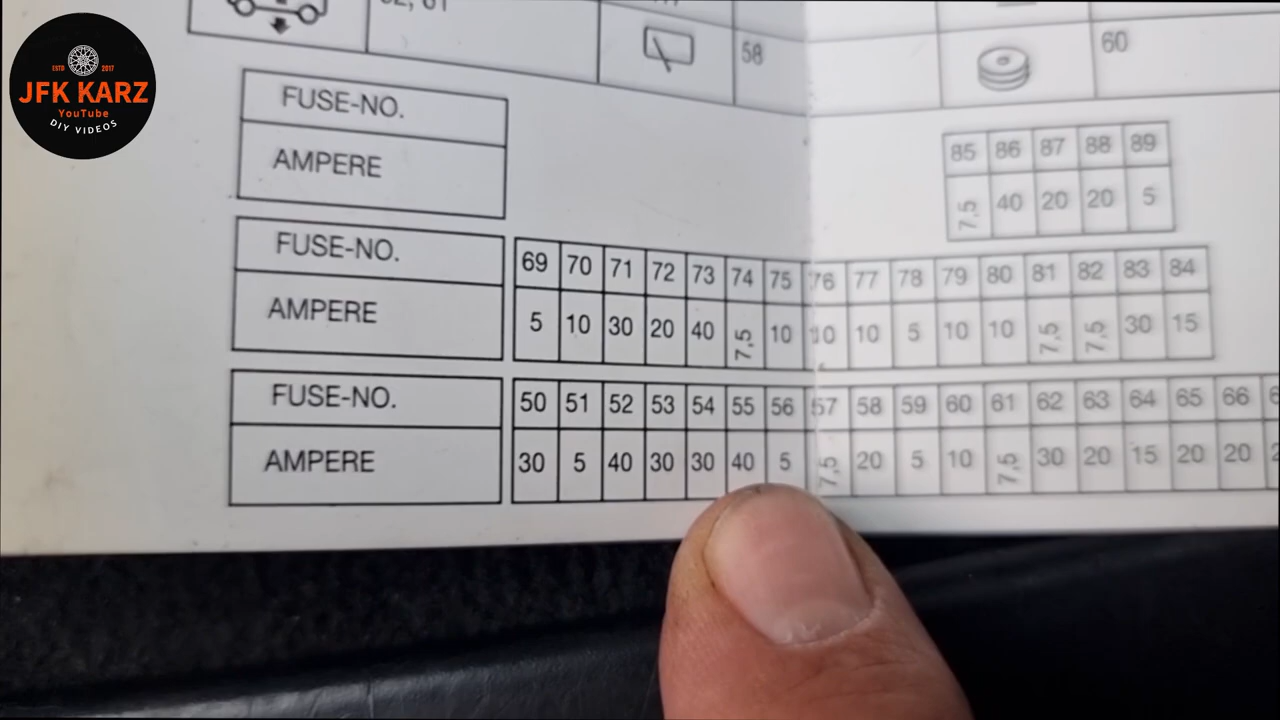 ESTD 2017
JFK KARZ
YouTube
DIY VIDEOS
58
60
FUSE-NO. 85 86 87 88 89
AMPERE 7,5 40 20 20 5
FUSE-NO. 69 70 71 72 73 74 75 76 77 78 79 80 81 82 83 84
AMPERE 5 10 30 20 40 7,5 10 10 10 5 10 10 7,5 7,5 30 15
FUSE-NO. 50 51 52 53 54 55 56 57 58 59 60 61 62 63 64 65 66
AMPERE 30 5 40 30 30 40 5 7,5 20 5 10 7,5 30 20 15 20 20